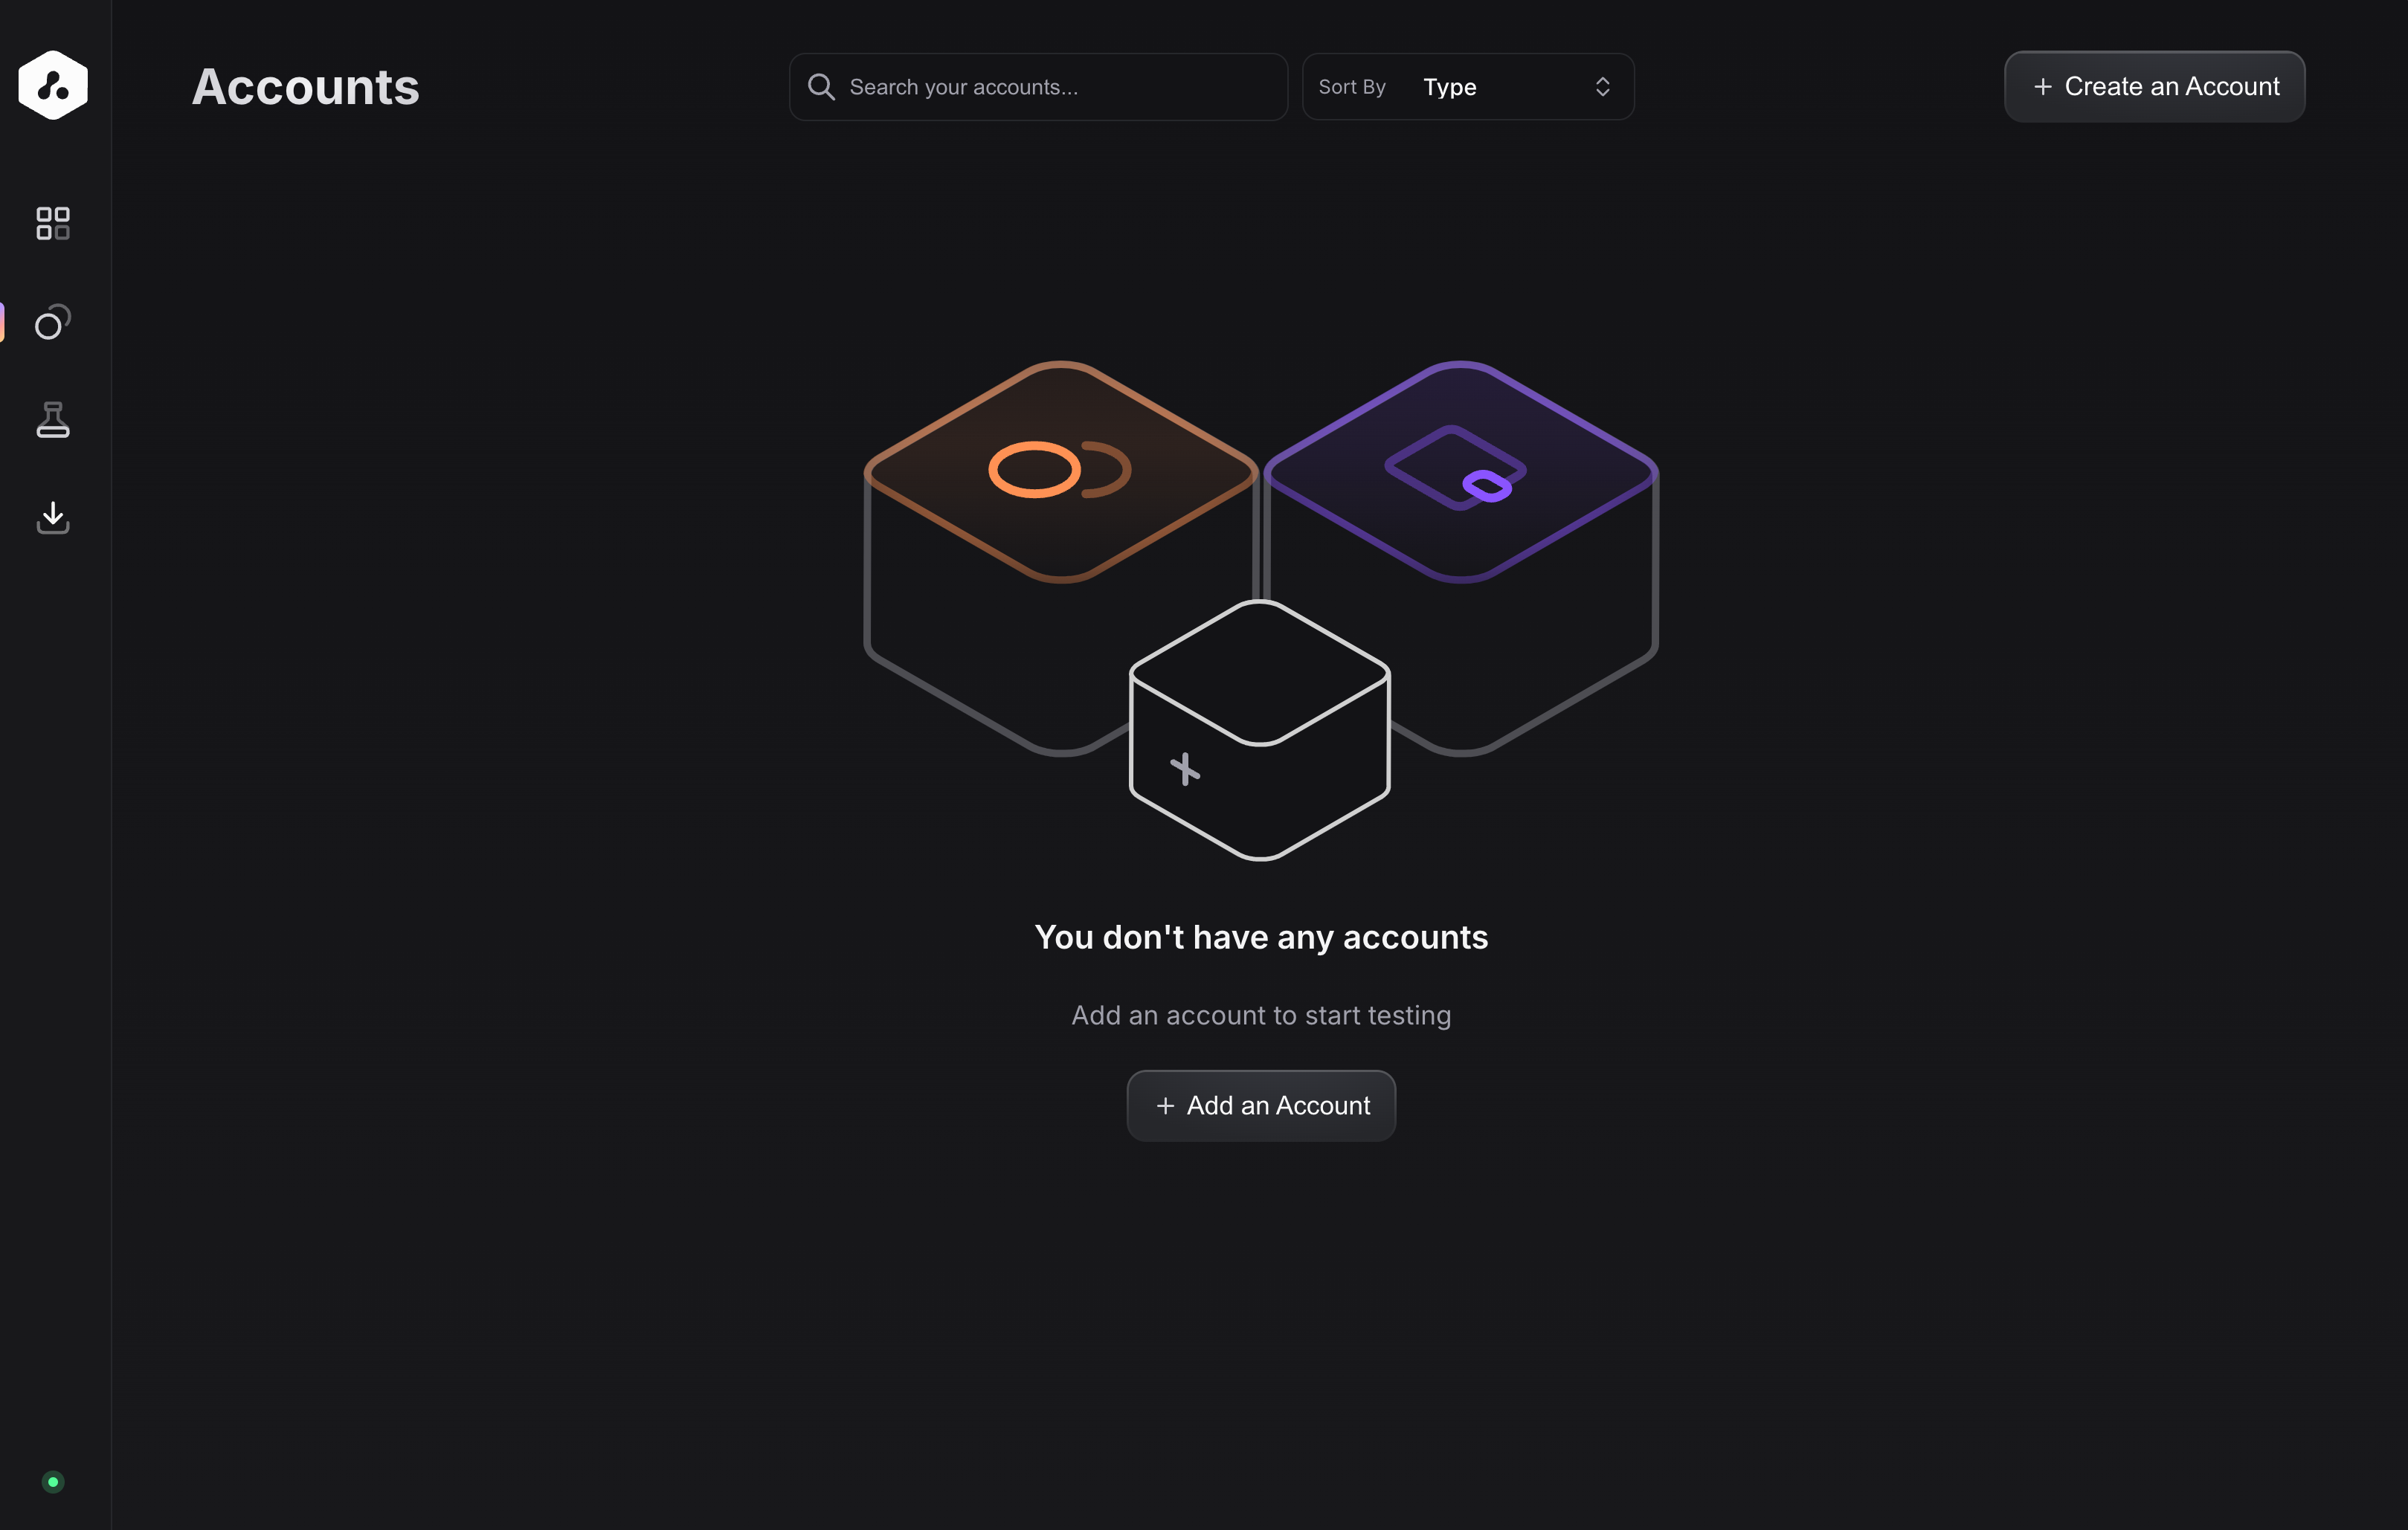 Accounts
Search your accounts...
Sort By Type
Create an Account
You don't have any accounts
Add an account to start testing
Add an Account